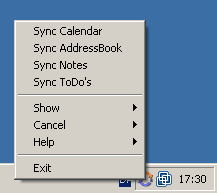 Sync Calendar
Sync AddressBook
Sync Notes
Sync ToDo's
Show
Cancel
Help
Exit
17:30